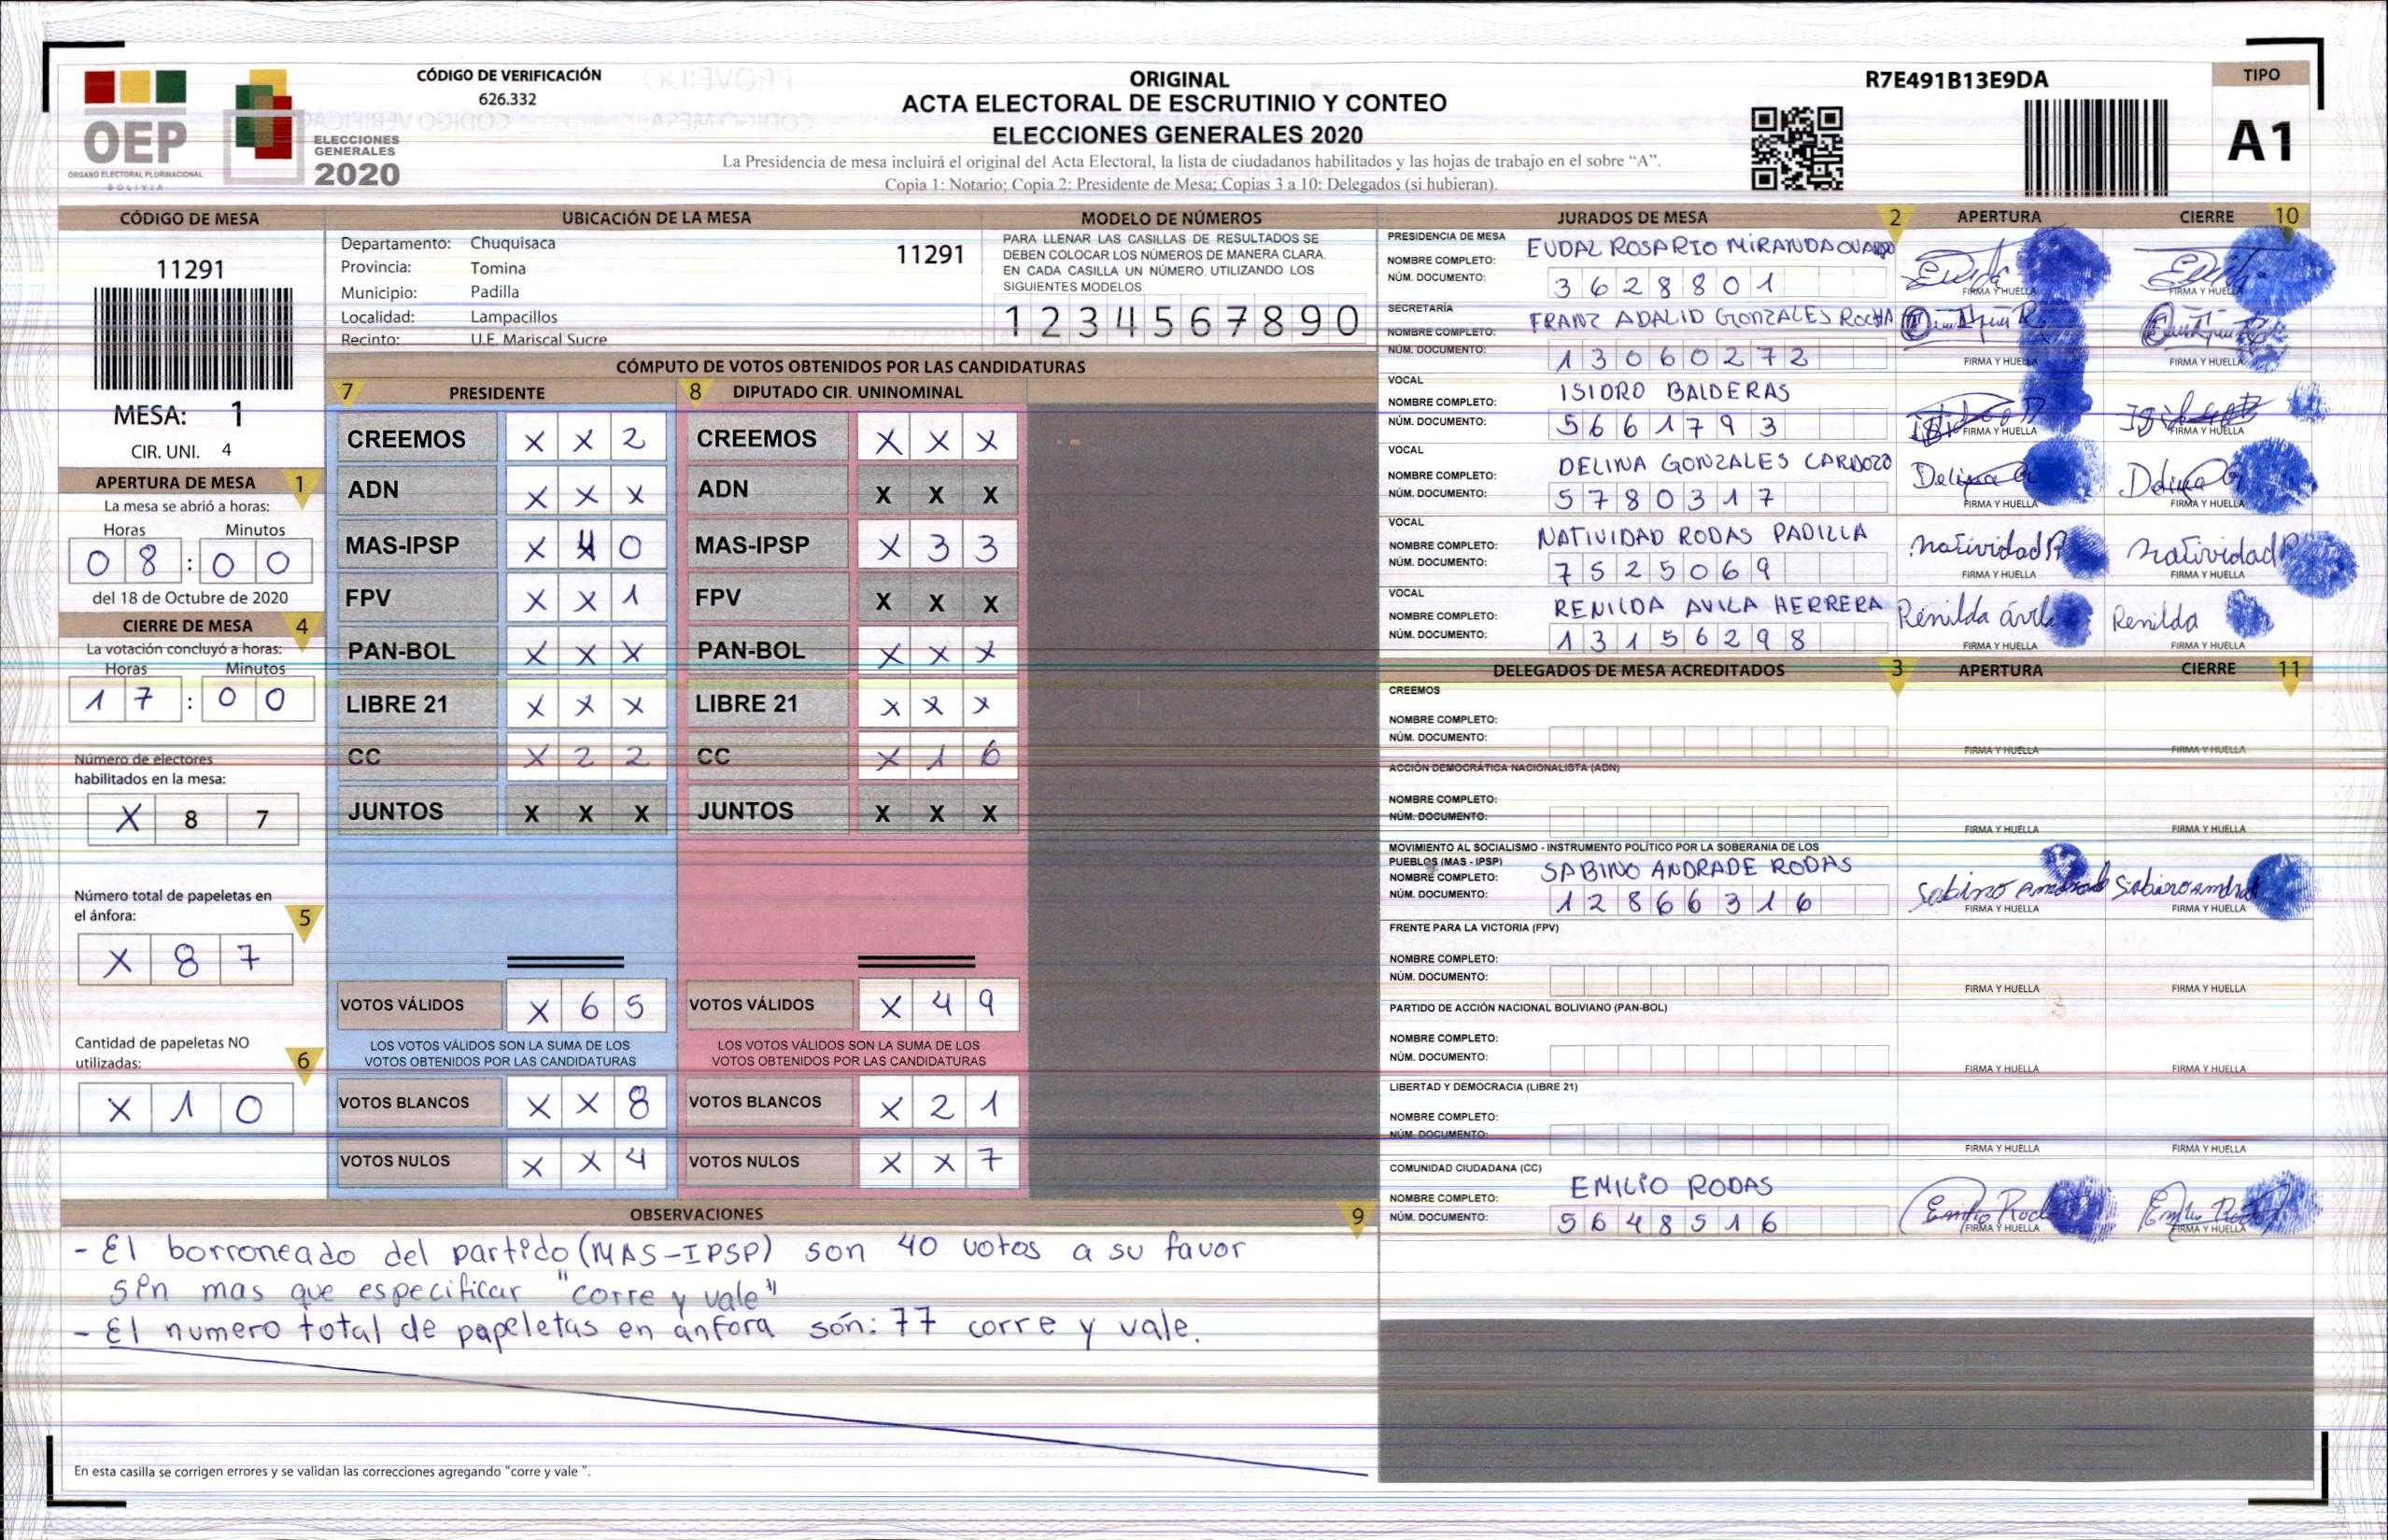 OEP
ÓRGANO ELECTORAL PLURINACIONAL
BOLIVIA
ELECCIONES
GENERALES
2020
CÓDIGO DE VERIFICACIÓN
626.332
ORIGINAL
ACTA ELECTORAL DE ESCRUTINIO Y CONTEO
ELECCIONES GENERALES 2020
La Presidencia de mesa incluirá el original del Acta Electoral, la lista de ciudadanos habilitados y las hojas de trabajo en el sobre “A”.
Copia 1: Notario; Copia 2: Presidente de Mesa; Copias 3 a 10: Delegados (si hubieran).
R7E491B13E9DA
TIPO
A1
CÓDIGO DE MESA
11291
MESA: 1
CIR. UNI. 4
APERTURA DE MESA 1
La mesa se abrió a horas:
Horas Minutos
0 8 : 0 0
del 18 de Octubre de 2020
CIERRE DE MESA 4
La votación concluyó a horas:
Horas Minutos
1 7 : 0 0
Número de electores
habilitados en la mesa:
X 8 7
Número total de papeletas en
el ánfora: 5
X 8 7
Cantidad de papeletas NO
utilizadas: 6
X 1 0
UBICACIÓN DE LA MESA
Departamento: Chuquisaca 11291
Provincia: Tomina
Municipio: Padilla
Localidad: Lampacillos
Recinto: U.E. Mariscal Sucre
MODELO DE NÚMEROS
PARA LLENAR LAS CASILLAS DE RESULTADOS SE
DEBEN COLOCAR LOS NÚMEROS DE MANERA CLARA.
EN CADA CASILLA UN NÚMERO, UTILIZANDO LOS
SIGUIENTES MODELOS
1 2 3 4 5 6 7 8 9 0
CÓMPUTO DE VOTOS OBTENIDOS POR LAS CANDIDATURAS
7 PRESIDENTE 8 DIPUTADO CIR. UNINOMINAL
CREEMOS X X 2 CREEMOS X X X
ADN X X X ADN X X X
MAS-IPSP X 4 0 MAS-IPSP X 3 3
FPV X X 1 FPV X X X
PAN-BOL X X X PAN-BOL X X X
LIBRE 21 X X X LIBRE 21 X X X
CC X 2 2 CC X 1 6
JUNTOS X X X JUNTOS X X X
VOTOS VÁLIDOS X 6 5 VOTOS VÁLIDOS X 4 9
LOS VOTOS VÁLIDOS SON LA SUMA DE LOS LOS VOTOS VÁLIDOS SON LA SUMA DE LOS
VOTOS OBTENIDOS POR LAS CANDIDATURAS VOTOS OBTENIDOS POR LAS CANDIDATURAS
VOTOS BLANCOS X X 8 VOTOS BLANCOS X 2 1
VOTOS NULOS X X 4 VOTOS NULOS X X 7
JURADOS DE MESA 2 APERTURA CIERRE 10
PRESIDENCIA DE MESA
NOMBRE COMPLETO: EUDAL ROSARIO MIRANDA
NÚM. DOCUMENTO: 3628801
FIRMA Y HUELLA FIRMA Y HUELLA
SECRETARÍA
NOMBRE COMPLETO: FRANZ ADALID GONZALES ROCHA
NÚM. DOCUMENTO: 13060272
FIRMA Y HUELLA FIRMA Y HUELLA
VOCAL
NOMBRE COMPLETO: ISIDRO BALDERAS
NÚM. DOCUMENTO: 5661793
FIRMA Y HUELLA FIRMA Y HUELLA
VOCAL
NOMBRE COMPLETO: DELINA GONZALES CARDOZO
NÚM. DOCUMENTO: 5780317
FIRMA Y HUELLA FIRMA Y HUELLA
VOCAL
NOMBRE COMPLETO: NATIVIDAD RODAS PADILLA
NÚM. DOCUMENTO: 7525069
natividad R natividad R
FIRMA Y HUELLA FIRMA Y HUELLA
VOCAL
NOMBRE COMPLETO: RENILDA AVILA HERRERA
NÚM. DOCUMENTO: 13156298
Renilda ávila Renilda
FIRMA Y HUELLA FIRMA Y HUELLA
DELEGADOS DE MESA ACREDITADOS 3 APERTURA CIERRE 11
CREEMOS
NOMBRE COMPLETO:
NÚM. DOCUMENTO:
FIRMA Y HUELLA FIRMA Y HUELLA
ACCIÓN DEMOCRÁTICA NACIONALISTA (ADN)
NOMBRE COMPLETO:
NÚM. DOCUMENTO:
FIRMA Y HUELLA FIRMA Y HUELLA
MOVIMIENTO AL SOCIALISMO - INSTRUMENTO POLÍTICO POR LA SOBERANIA DE LOS
PUEBLOS (MAS - IPSP)
NOMBRE COMPLETO: SABINO ANDRADE RODAS
NÚM. DOCUMENTO: 12866316
FIRMA Y HUELLA FIRMA Y HUELLA
FRENTE PARA LA VICTORIA (FPV)
NOMBRE COMPLETO:
NÚM. DOCUMENTO:
FIRMA Y HUELLA FIRMA Y HUELLA
PARTIDO DE ACCIÓN NACIONAL BOLIVIANO (PAN-BOL)
NOMBRE COMPLETO:
NÚM. DOCUMENTO:
FIRMA Y HUELLA FIRMA Y HUELLA
LIBERTAD Y DEMOCRACIA (LIBRE 21)
NOMBRE COMPLETO:
NÚM. DOCUMENTO:
FIRMA Y HUELLA FIRMA Y HUELLA
COMUNIDAD CIUDADANA (CC)
NOMBRE COMPLETO: EMILIO RODAS
NÚM. DOCUMENTO: 5648516
FIRMA Y HUELLA FIRMA Y HUELLA
OBSERVACIONES 9
- El borroneado del partido (MAS-IPSP) son 40 votos a su favor
sin mas que especificar "corre y vale"
- El numero total de papeletas en ánfora són: 77 corre y vale.
En esta casilla se corrigen errores y se validan las correcciones agregando "corre y vale ".